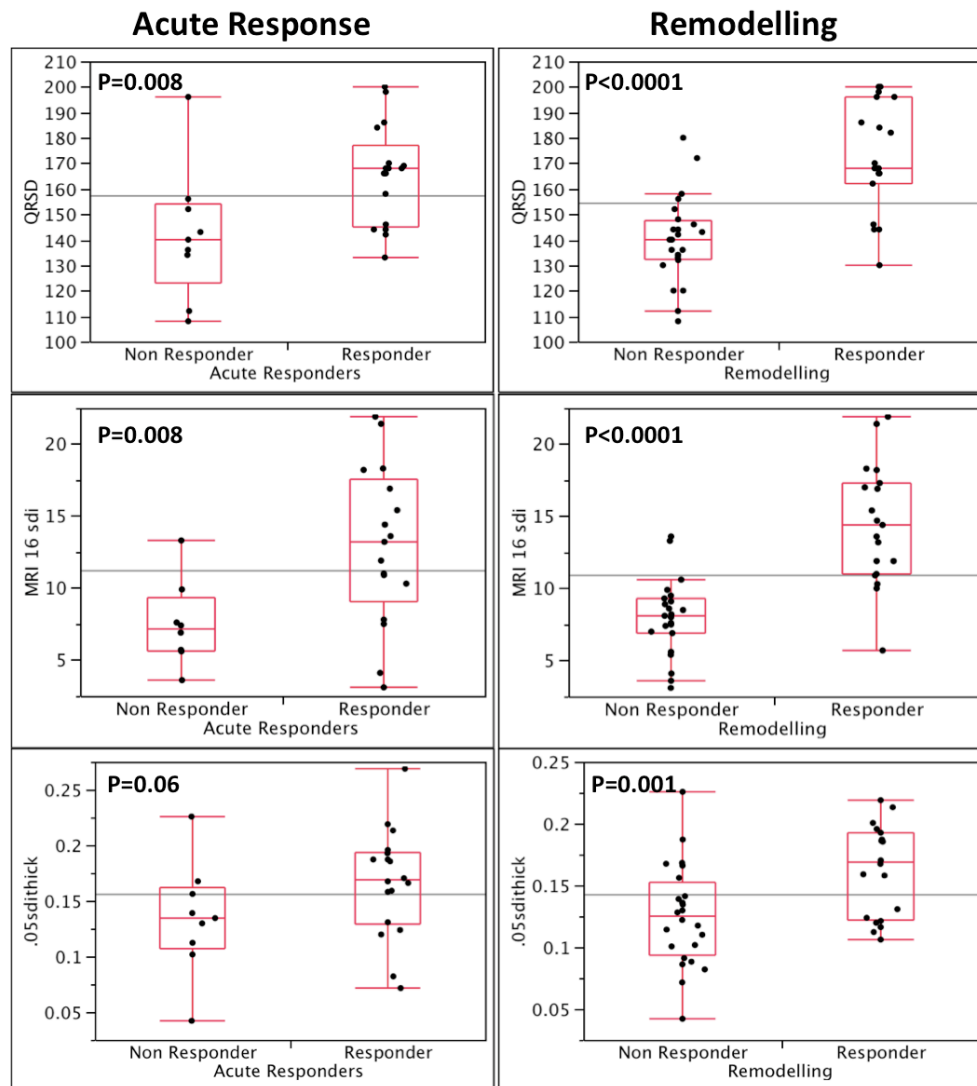 Acute Response
Remodelling
P=0.008
QRSD
210
200
190
180
170
160
150
140
130
120
110
100
Non Responder
Responder
Acute Responders
P<0.0001
QRSD
210
200
190
180
170
160
150
140
130
120
110
100
Non Responder
Responder
Remodelling
P=0.008
MRI 16 sdi
20
15
10
5
Non Responder
Responder
Acute Responders
P<0.0001
MRI 16 sdi
20
15
10
5
Non Responder
Responder
Remodelling
P=0.06
.05sdithick
0.25
0.2
0.15
0.1
0.05
Non Responder
Responder
Acute Responders
P=0.001
.05sdithick
0.25
0.2
0.15
0.1
0.05
Non Responder
Responder
Remodelling